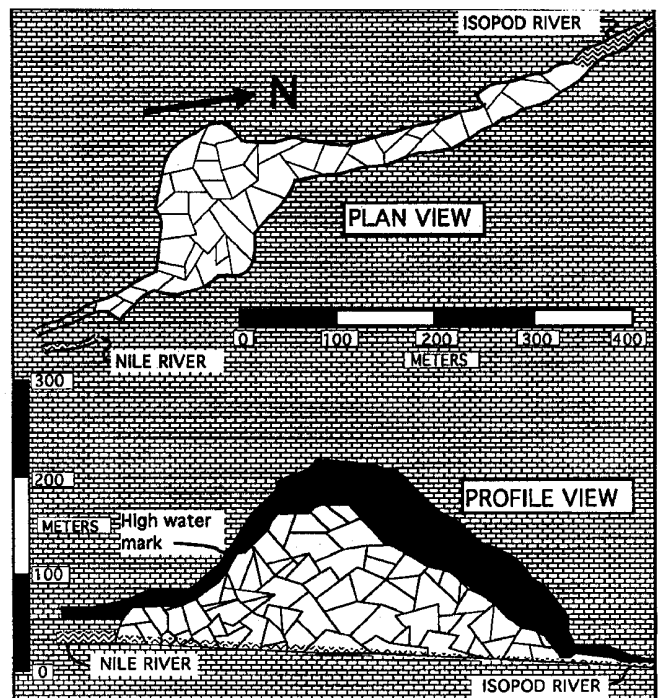 ISOPOD RIVER
N
PLAN VIEW
0 100 200 300 400
METERS
NILE RIVER
300
200
PROFILE VIEW
METERS
High water
mark
100
0
NILE RIVER
ISOPOD RIVER